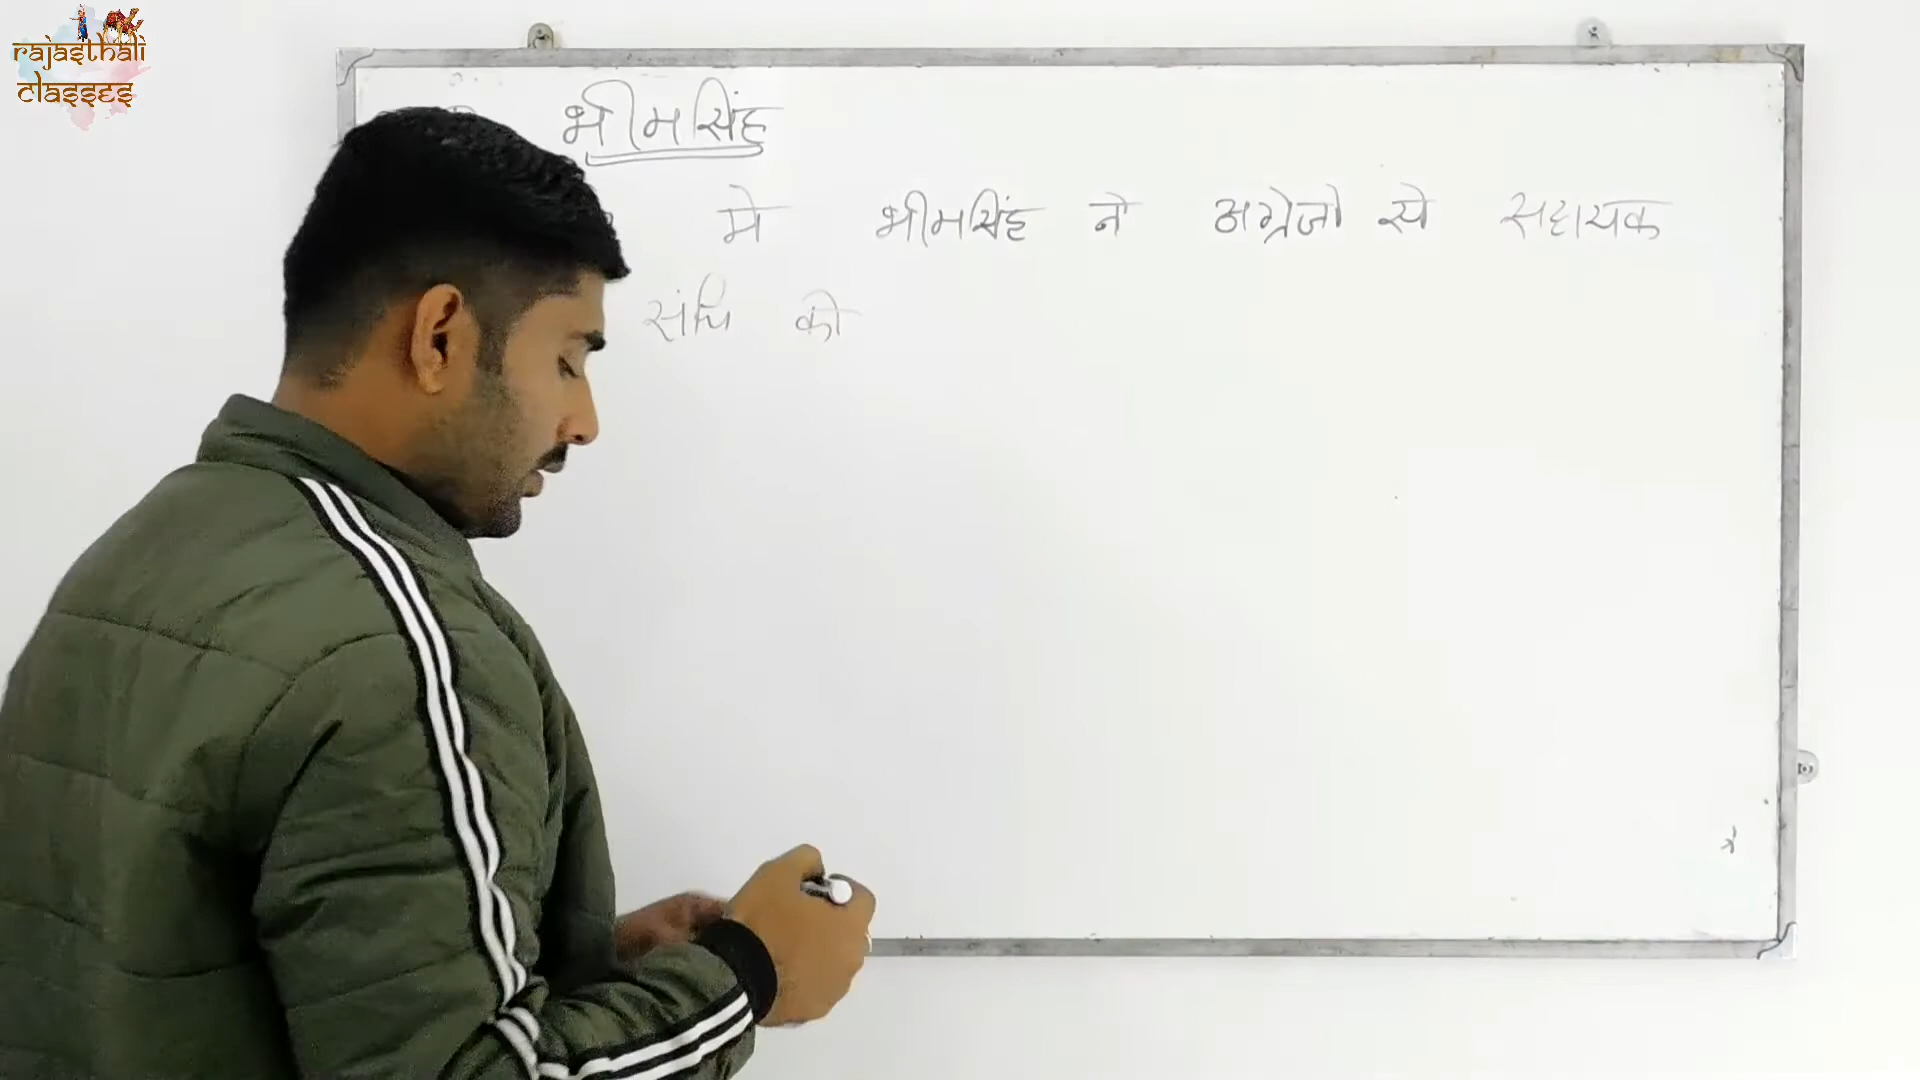 rajasthali
classes
भीमसिंह
मे भीमसिंह ने अंग्रेजो से सहायक
संधि की